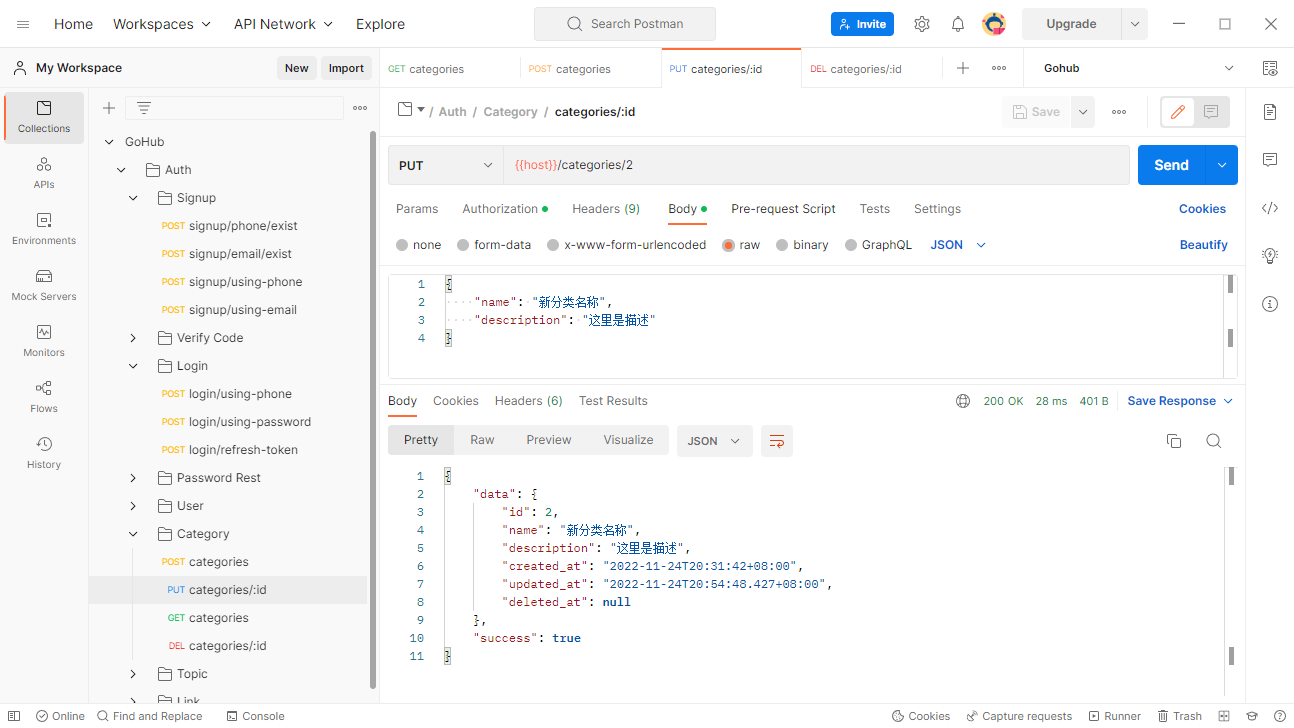 Home Workspaces API Network Explore Search Postman Invite Upgrade
My Workspace New Import GET categories POST categories PUT categories/:id DEL categories/:id Gohub
Collections
APIs
Environments
Mock Servers
Monitors
Flows
History
GoHub
Auth
Signup
POST signup/phone/exist
POST signup/email/exist
POST signup/using-phone
POST signup/using-email
Verify Code
Login
POST login/using-phone
POST login/using-password
POST login/refresh-token
Password Rest
User
Category
POST categories
PUT categories/:id
GET categories
DEL categories/:id
Topic
Link
/ Auth / Category / categories/:id Save
PUT {{host}}/categories/2 Send
Params Authorization Headers (9) Body Pre-request Script Tests Settings Cookies
none form-data x-www-form-urlencoded raw binary GraphQL JSON Beautify
1 {
2 "name": "新分类名称",
3 "description": "这里是描述"
4 }
Body Cookies Headers (6) Test Results 200 OK 28 ms 401 B Save Response
Pretty Raw Preview Visualize JSON
1 {
2 "data": {
3 "id": 2,
4 "name": "新分类名称",
5 "description": "这里是描述",
6 "created_at": "2022-11-24T20:31:42+08:00",
7 "updated_at": "2022-11-24T20:54:48.427+08:00",
8 "deleted_at": null
9 },
10 "success": true
11 }
Online Find and Replace Console Cookies Capture requests Runner Trash